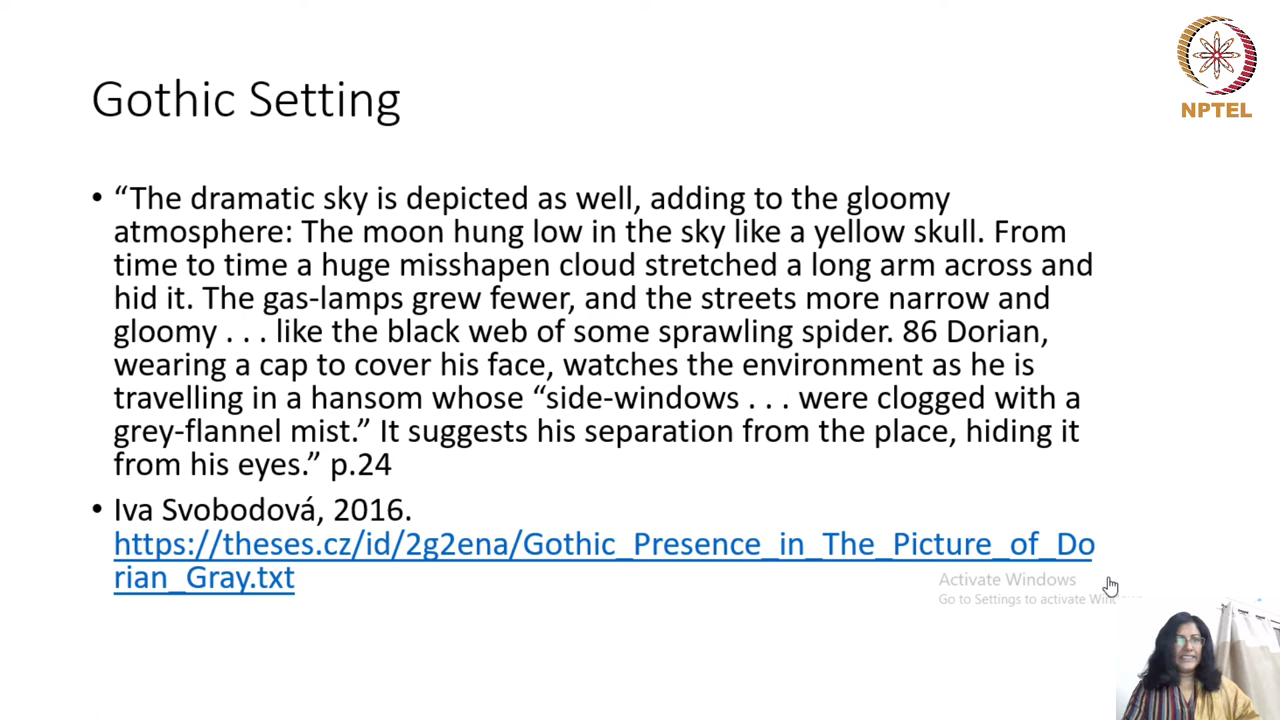 NPTEL
Gothic Setting
• “The dramatic sky is depicted as well, adding to the gloomy
atmosphere: The moon hung low in the sky like a yellow skull. From
time to time a huge misshapen cloud stretched a long arm across and
hid it. The gas-lamps grew fewer, and the streets more narrow and
gloomy . . . like the black web of some sprawling spider. 86 Dorian,
wearing a cap to cover his face, watches the environment as he is
travelling in a hansom whose “side-windows . . . were clogged with a
grey-flannel mist.” It suggests his separation from the place, hiding it
from his eyes.” p.24
• Iva Svobodová, 2016.
https://theses.cz/id/2g2ena/Gothic_Presence_in_The_Picture_of_Do
rian_Gray.txt
Activate Windows
Go to Settings to activate